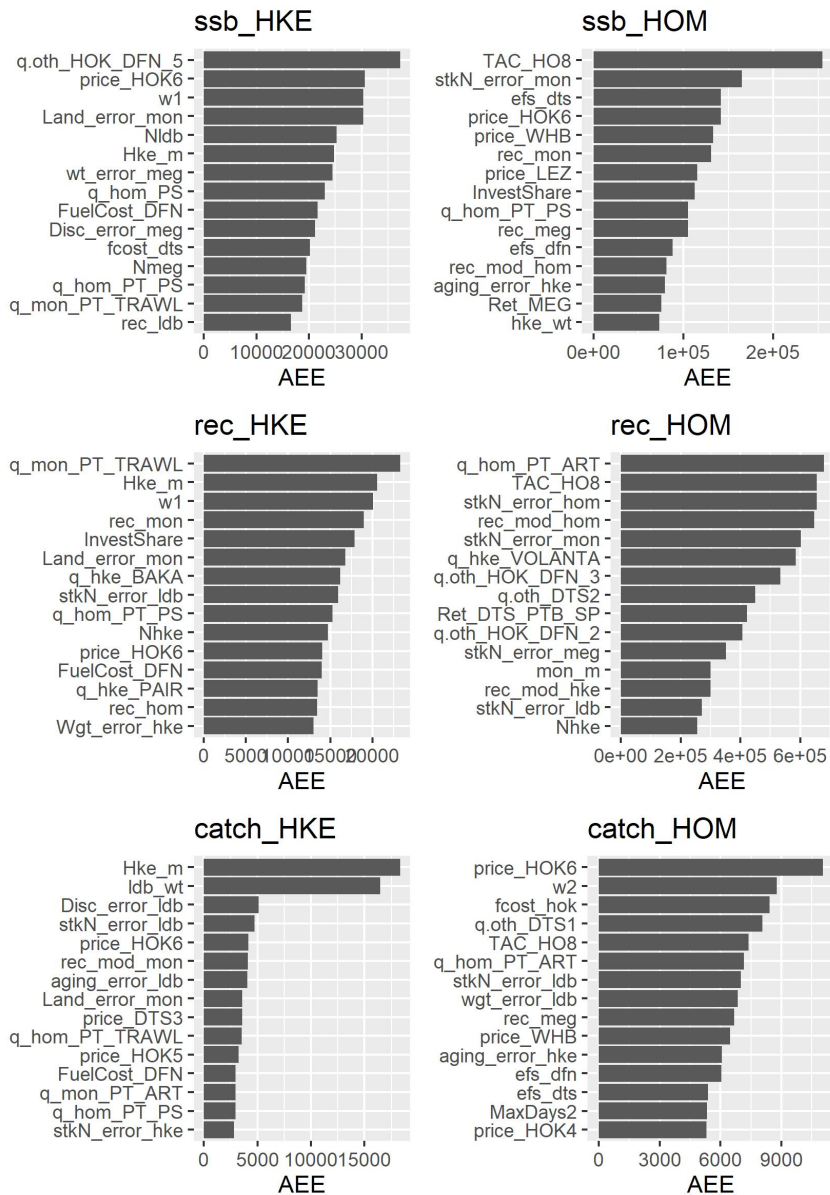 ssb_HKE
q.oth_HOK_DFN_5
price_HOK6
w1
Land_error_mon
Nldb
Hke_m
wt_error_meg
q_hom_PS
FuelCost_DFN
Disc_error_meg
fcost_dts
Nmeg
q_hom_PT_PS
q_mon_PT_TRAWL
rec_ldb
0 10000 20000 30000
AEE
ssb_HOM
TAC_HO8
stkN_error_mon
efs_dts
price_HOK6
price_WHB
rec_mon
price_LEZ
InvestShare
q_hom_PT_PS
rec_meg
efs_dfn
rec_mod_hom
aging_error_hke
Ret_MEG
hke_wt
0e+00 1e+05 2e+05
AEE
rec_HKE
q_mon_PT_TRAWL
Hke_m
w1
rec_mon
InvestShare
Land_error_mon
q_hke_BAKA
stkN_error_ldb
q_hom_PT_PS
Nhke
price_HOK6
FuelCost_DFN
q_hke_PAIR
rec_hom
Wgt_error_hke
0 5000 10000 15000 20000
AEE
rec_HOM
q_hom_PT_ART
TAC_HO8
stkN_error_hom
rec_mod_hom
stkN_error_mon
q_hke_VOLANTA
q.oth_HOK_DFN_3
q.oth_DTS2
Ret_DTS_PTB_SP
q.oth_HOK_DFN_2
stkN_error_meg
mon_m
rec_mod_hke
stkN_error_ldb
Nhke
0e+00 2e+05 4e+05 6e+05
AEE
catch_HKE
Hke_m
ldb_wt
Disc_error_ldb
stkN_error_ldb
price_HOK6
rec_mod_mon
aging_error_ldb
Land_error_mon
price_DTS3
q_hom_PT_TRAWL
price_HOK5
FuelCost_DFN
q_mon_PT_ART
q_hom_PT_PS
stkN_error_hke
0 5000 10000 15000
AEE
catch_HOM
price_HOK6
w2
fcost_hok
q.oth_DTS1
TAC_HO8
q_hom_PT_ART
stkN_error_ldb
wgt_error_ldb
rec_meg
price_WHB
aging_error_hke
efs_dfn
efs_dts
MaxDays2
price_HOK4
0 3000 6000 9000
AEE